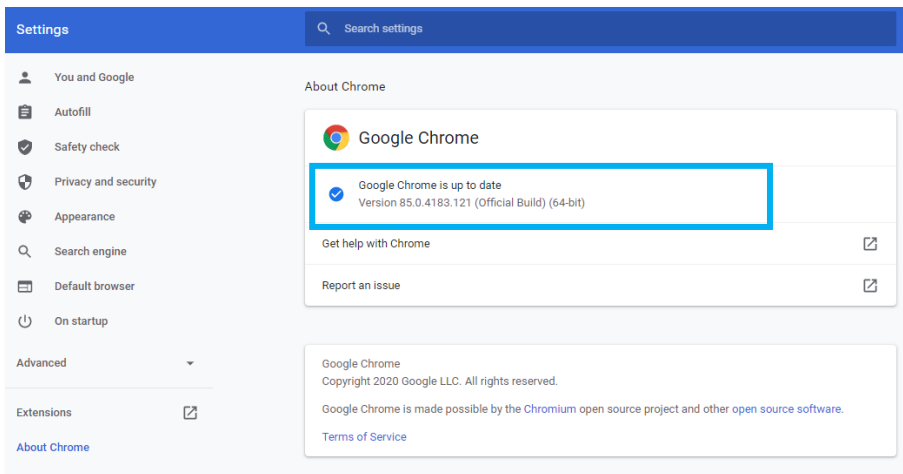 Settings
Search settings
You and Google
Autofill
Safety check
Privacy and security
Appearance
Search engine
Default browser
On startup
Advanced
Extensions
About Chrome
About Chrome
Google Chrome
Google Chrome is up to date
Version 85.0.4183.121 (Official Build) (64-bit)
Get help with Chrome
Report an issue
Google Chrome
Copyright 2020 Google LLC. All rights reserved.
Google Chrome is made possible by the Chromium open source project and other open source software.
Terms of Service